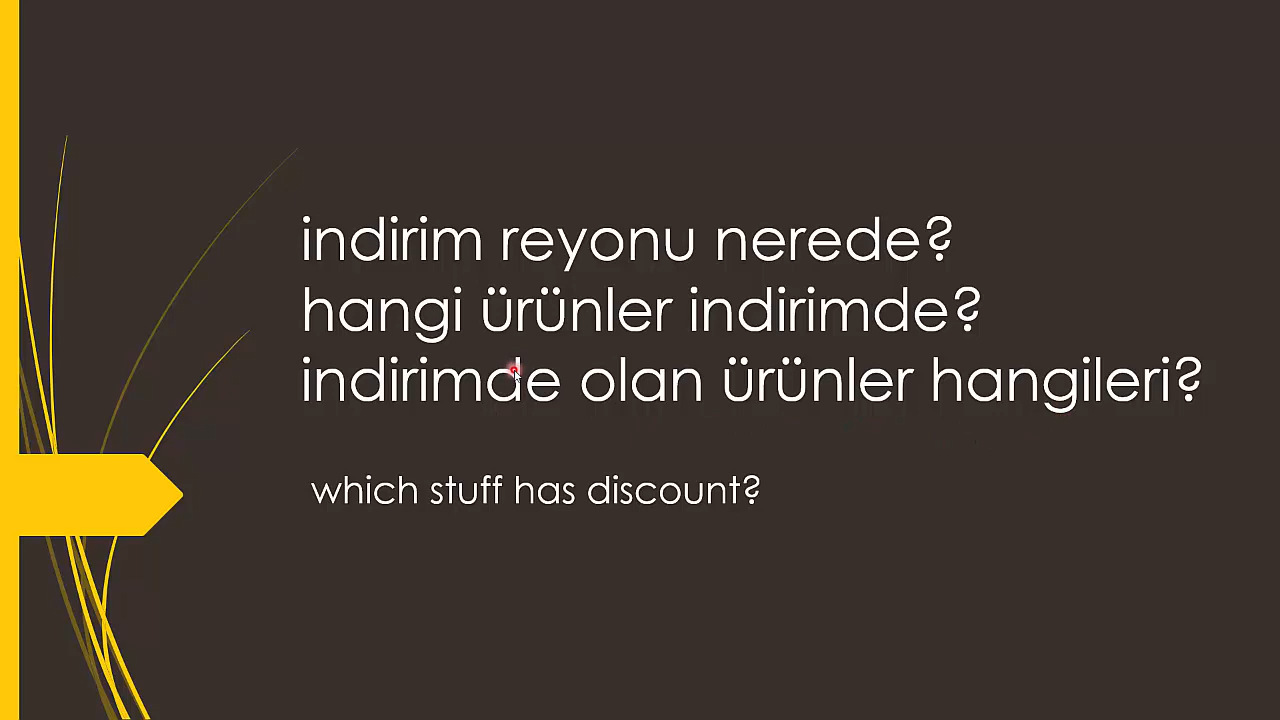 indirim reyonu nerede?
hangi ürünler indirimde?
indirimde olan ürünler hangileri?
which stuff has discount?